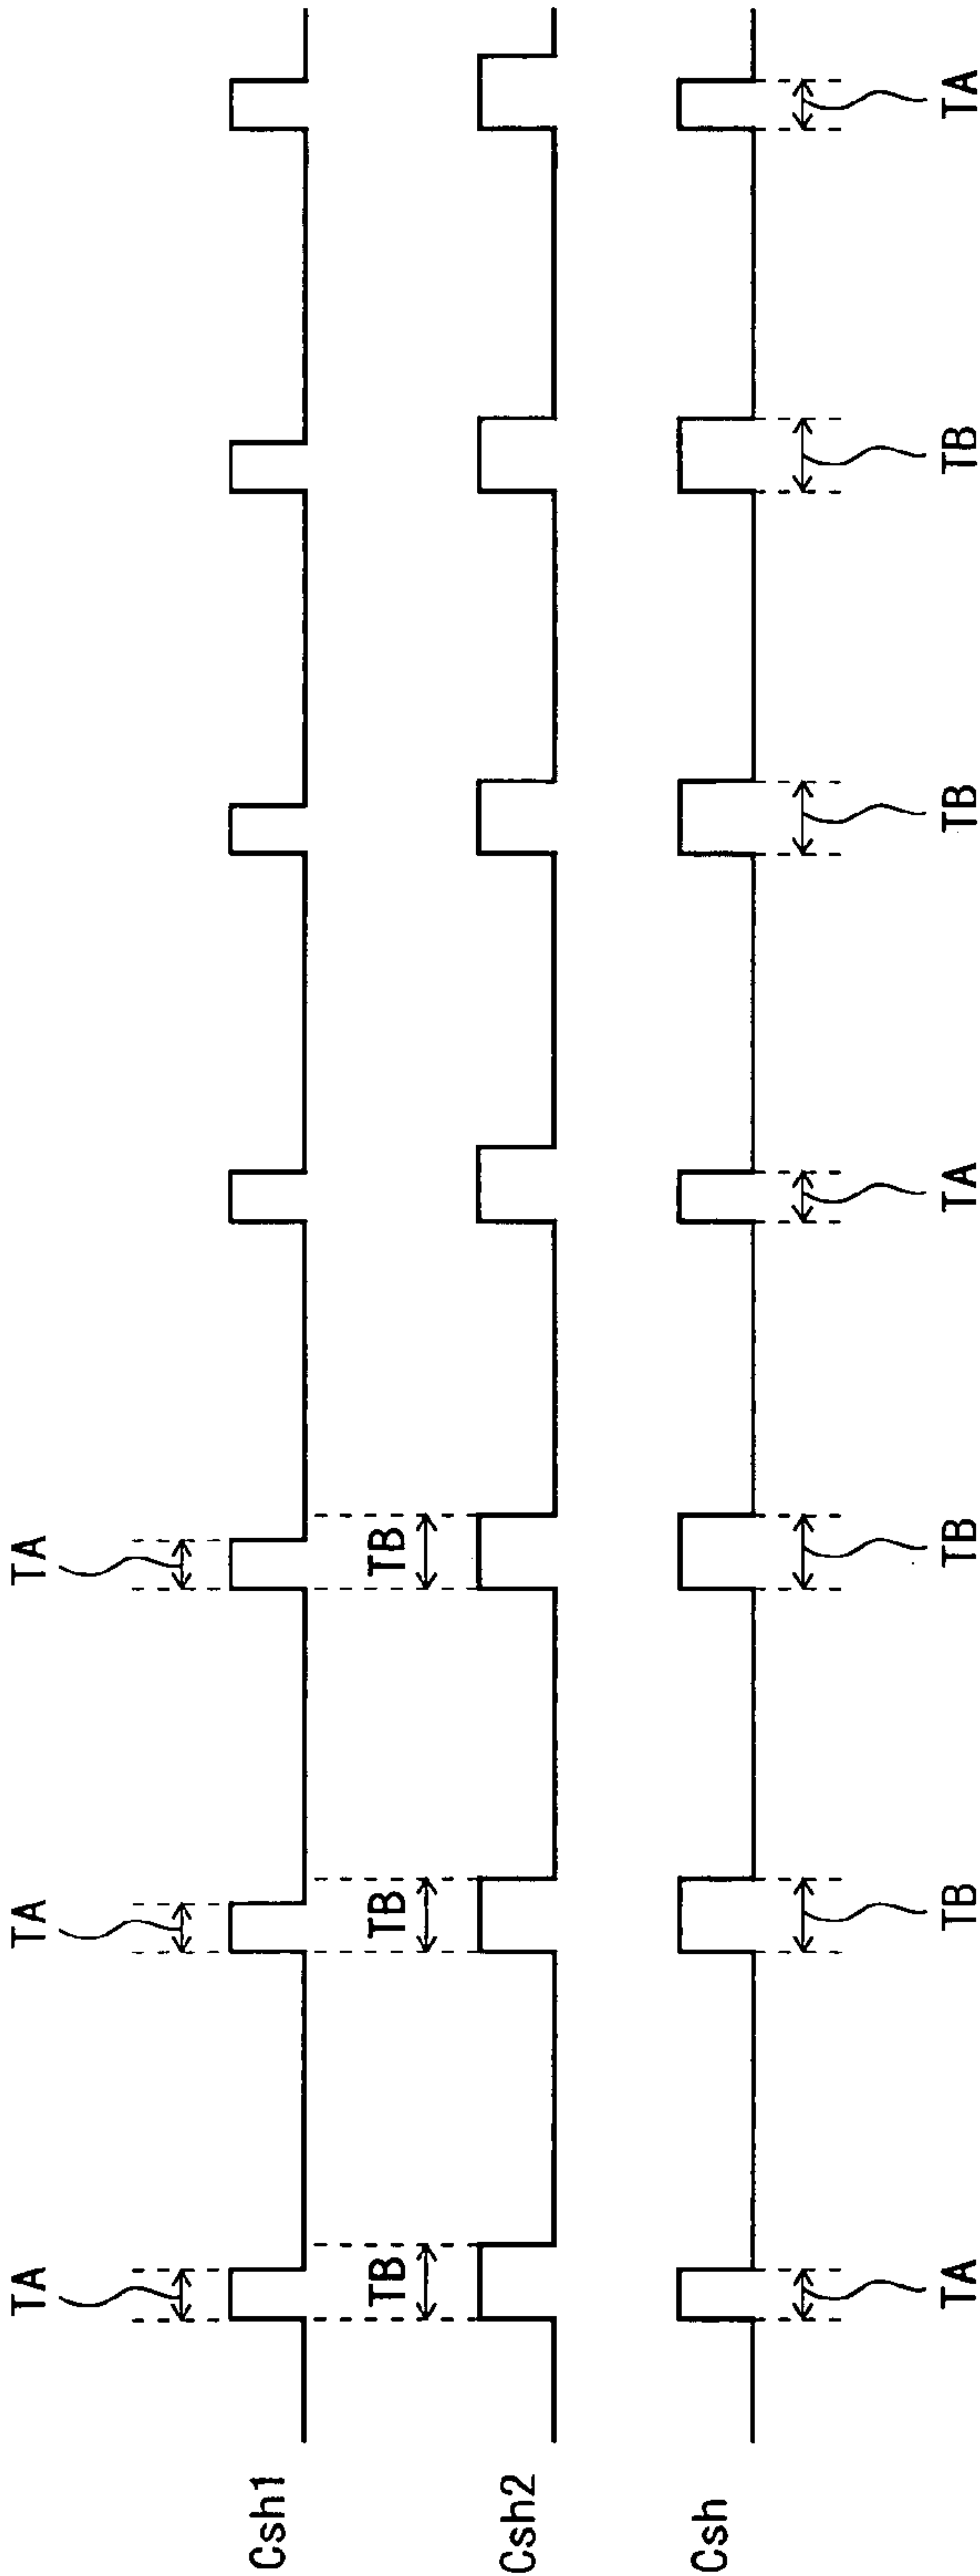 TA TA TA
Csh1
TB TB TB
Csh2
Csh
TA TB TB TA TB TB TA